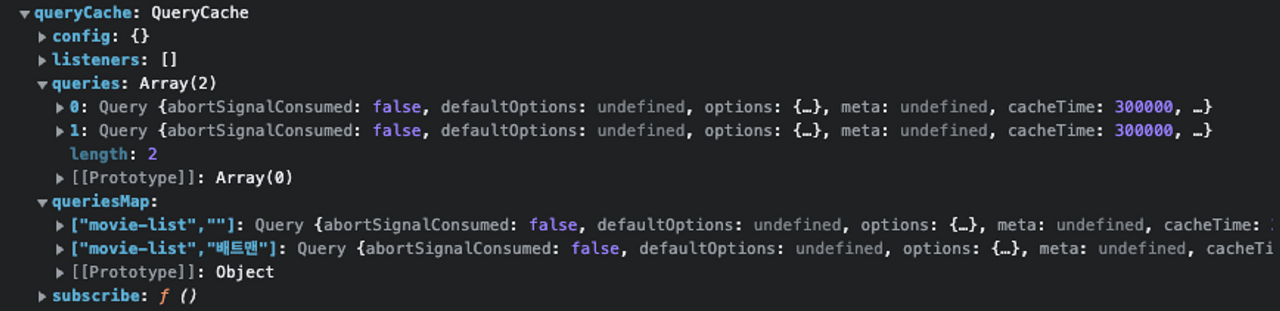 ▼queryCache: QueryCache
▶config: {}
▶listeners: []
▼queries: Array(2)
▶0: Query {abortSignalConsumed: false, defaultOptions: undefined, options: {…}, meta: undefined, cacheTime: 300000, …}
▶1: Query {abortSignalConsumed: false, defaultOptions: undefined, options: {…}, meta: undefined, cacheTime: 300000, …}
length: 2
▶[[Prototype]]: Array(0)
▼queriesMap:
▶["movie-list",""]: Query {abortSignalConsumed: false, defaultOptions: undefined, options: {…}, meta: undefined, cacheTime:
▶["movie-list","배트맨"]: Query {abortSignalConsumed: false, defaultOptions: undefined, options: {…}, meta: undefined, cacheTi
▶[[Prototype]]: Object
▶subscribe: ƒ ()